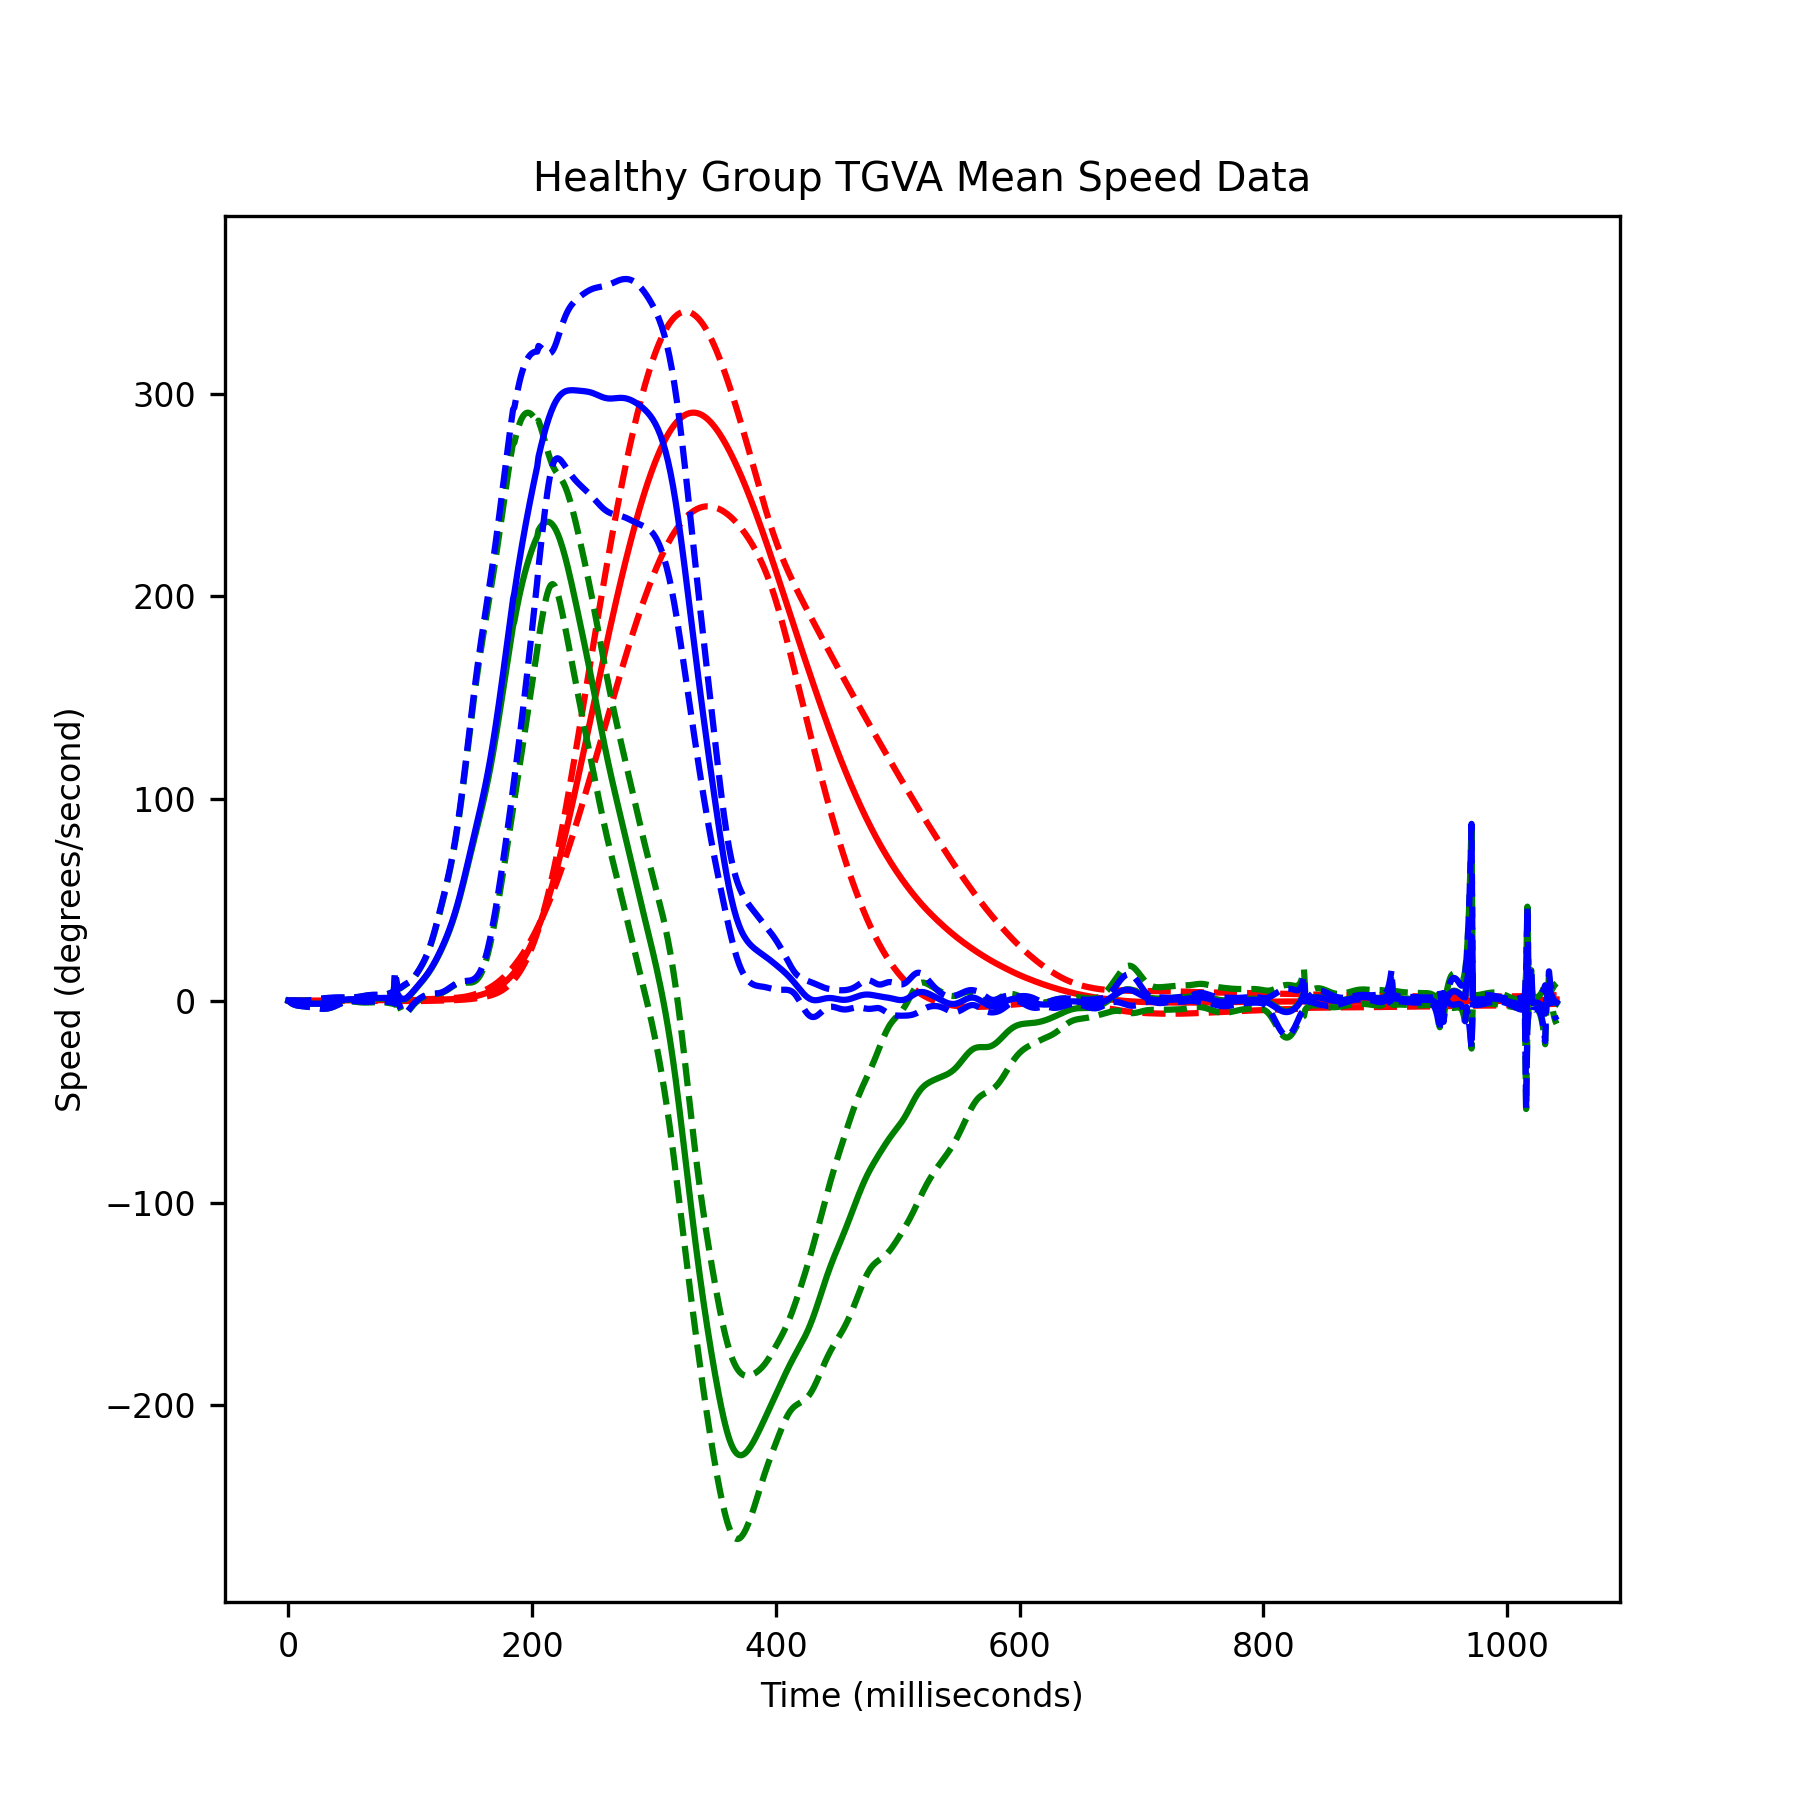 Healthy Group TGVA Mean Speed Data
Speed (degrees/second)
300
200
100
0
−100
−200
0 200 400 600 800 1000
Time (milliseconds)